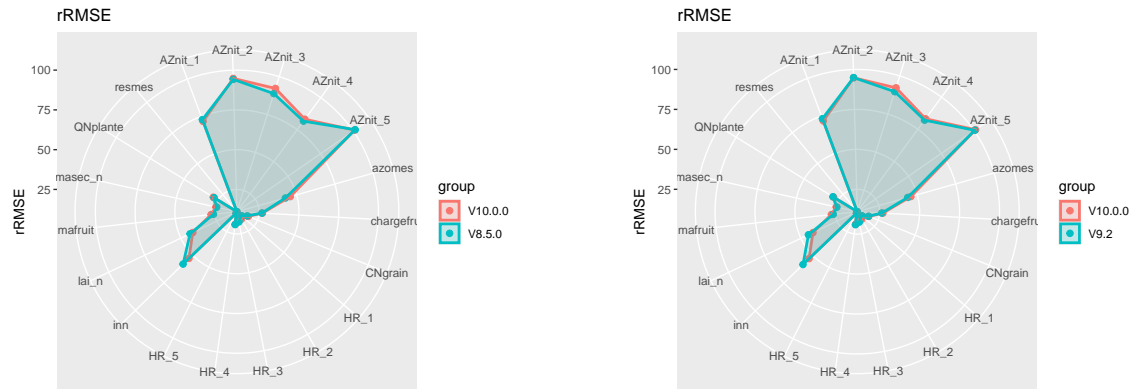 rRMSE
AZnit_2
AZnit_1
AZnit_3
resmes
AZnit_4
QNplante
AZnit_5
masec_n
azomes
mafruit
chargefru
lai_n
CNgrain
inn
HR_1
HR_5
HR_2
HR_4
HR_3
100
75
50
25
rRMSE
group
V10.0.0
V8.5.0
rRMSE
AZnit_2
AZnit_1
AZnit_3
resmes
AZnit_4
QNplante
AZnit_5
masec_n
azomes
mafruit
chargefru
lai_n
CNgrain
inn
HR_1
HR_5
HR_2
HR_4
HR_3
100
75
50
25
rRMSE
group
V10.0.0
V9.2